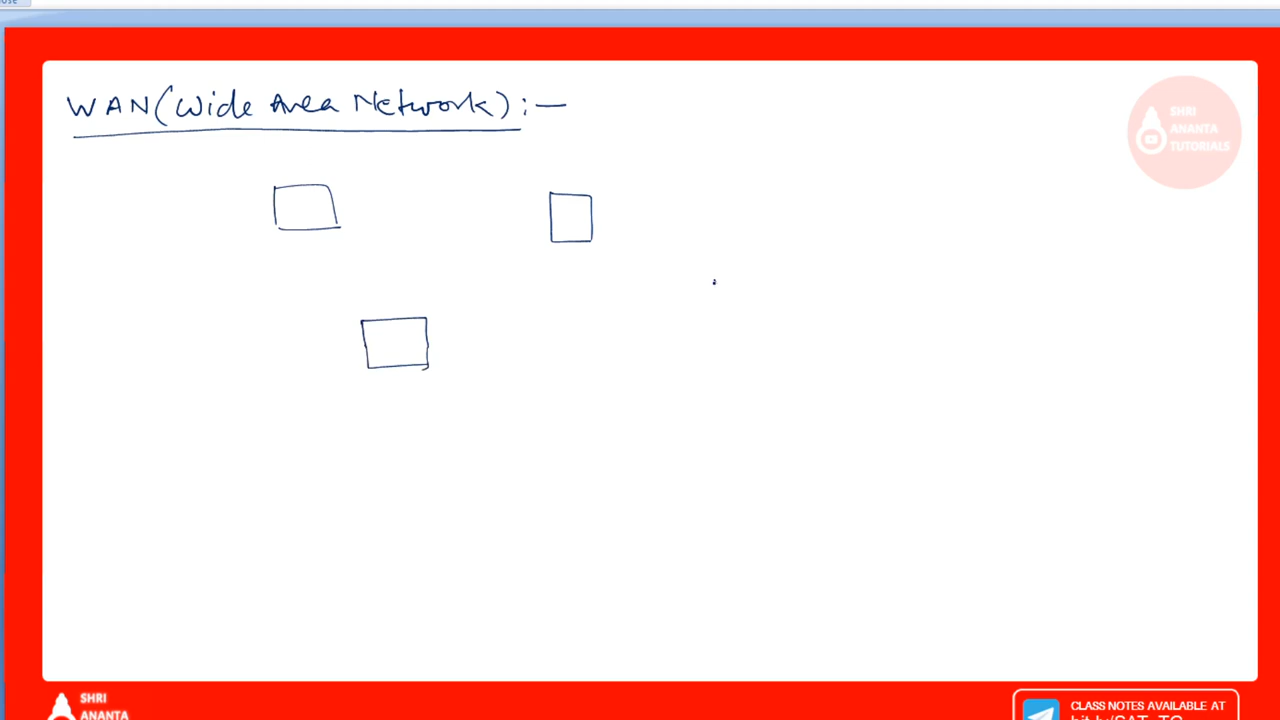 WAN(Wide Area Network):—
SHRI
ANANTA
TUTORIALS
SHRI
ANANTA
CLASS NOTES AVAILABLE AT